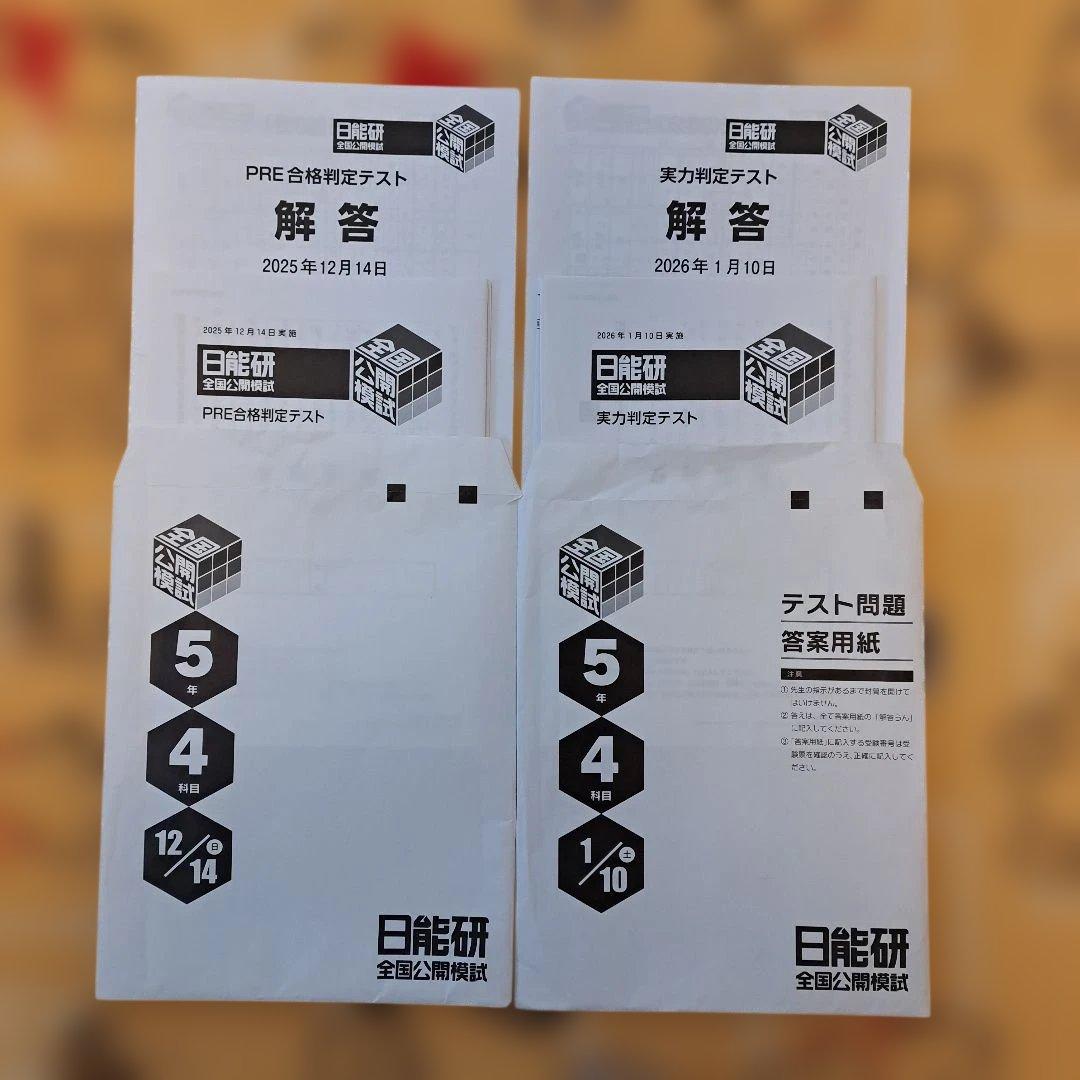 日能研
全国公開模試
全国
公開
模試
PRE合格判定テスト
解答
2025年12月14日
2025年12月14日実施
日能研
全国公開模試
全国
公開
模試
PRE合格判定テスト
全国
公開
模試
5
年
4
科目
12/14
日
日能研
全国公開模試
日能研
全国公開模試
全国
公開
模試
実力判定テスト
解答
2026年1月10日
2026年1月10日実施
日能研
全国公開模試
全国
公開
模試
実力判定テスト
全国
公開
模試
5
年
4
科目
1/10
土
テスト問題
答案用紙
注意
① 先生の指示があるまで封筒を開けて
はいけません。
② 答えは、全て答案用紙の「解答らん」
に記入してください。
③ 「答案用紙」に記入する受験番号は受
験票を確認のうえ、正確に記入してく
ださい。
日能研
全国公開模試